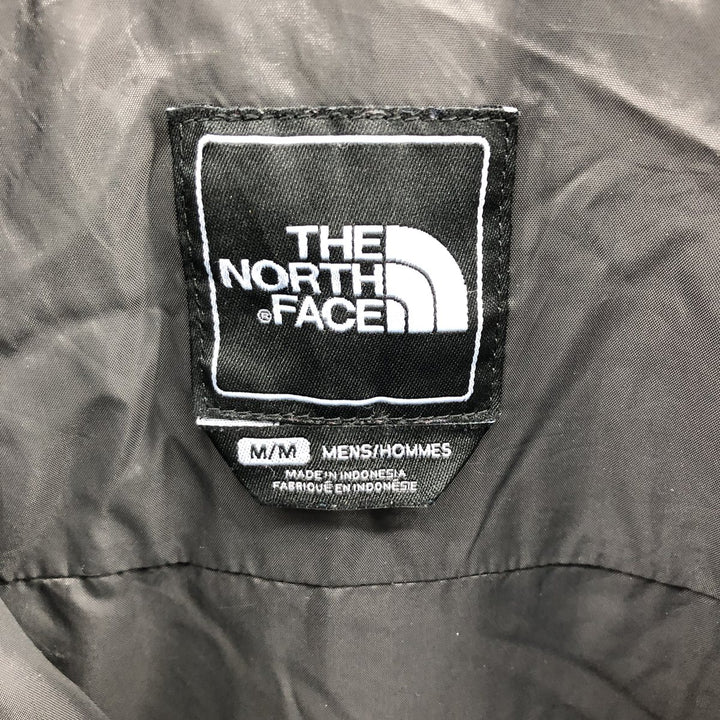 THE
NORTH
® FACE
M/M MENS/HOMMES
MADE IN INDONESIA
FABRIQUÉ EN INDONÉSIE